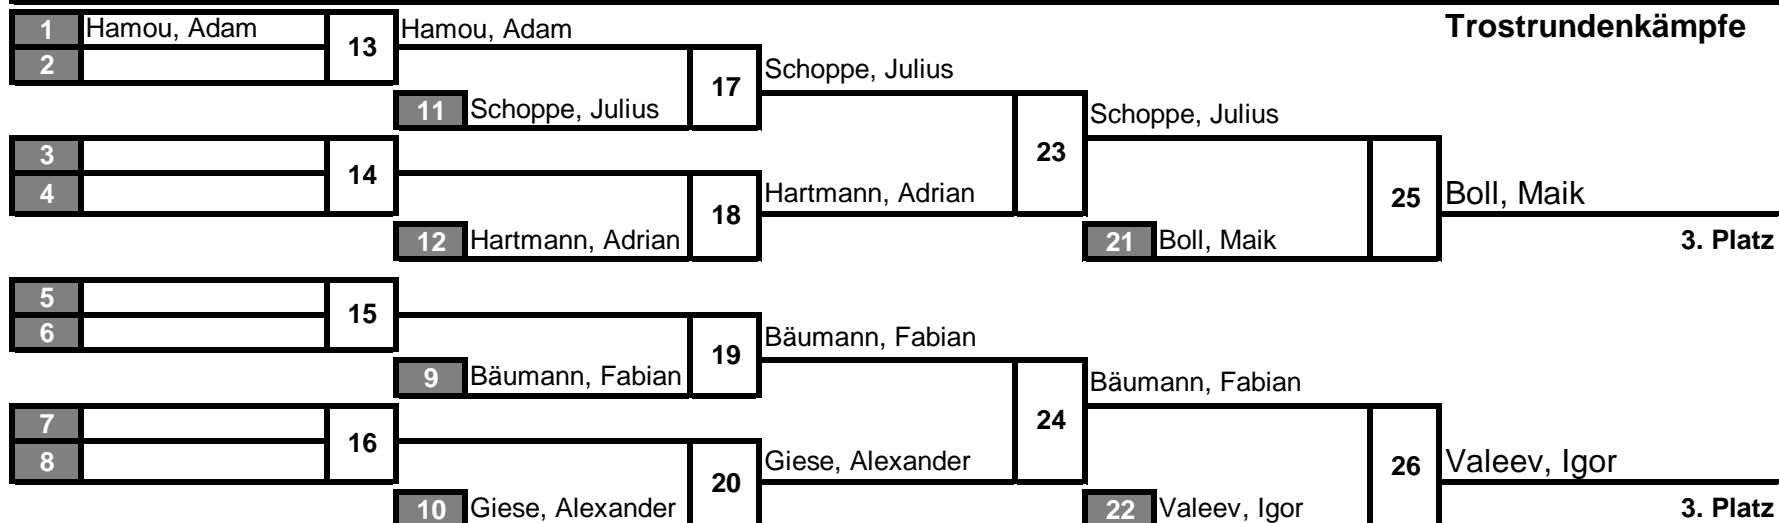 Trostrundenkämpfe
1 Hamou, Adam 13 Hamou, Adam
2
17 Schoppe, Julius
11 Schoppe, Julius
Schoppe, Julius
3
14
23
4
18 Hartmann, Adrian
25 Boll, Maik
12 Hartmann, Adrian
21 Boll, Maik
3. Platz
5
15
6
19 Bäumann, Fabian
9 Bäumann, Fabian
Bäumann, Fabian
7
16
24
8
20 Giese, Alexander
26 Valeev, Igor
10 Giese, Alexander
22 Valeev, Igor
3. Platz